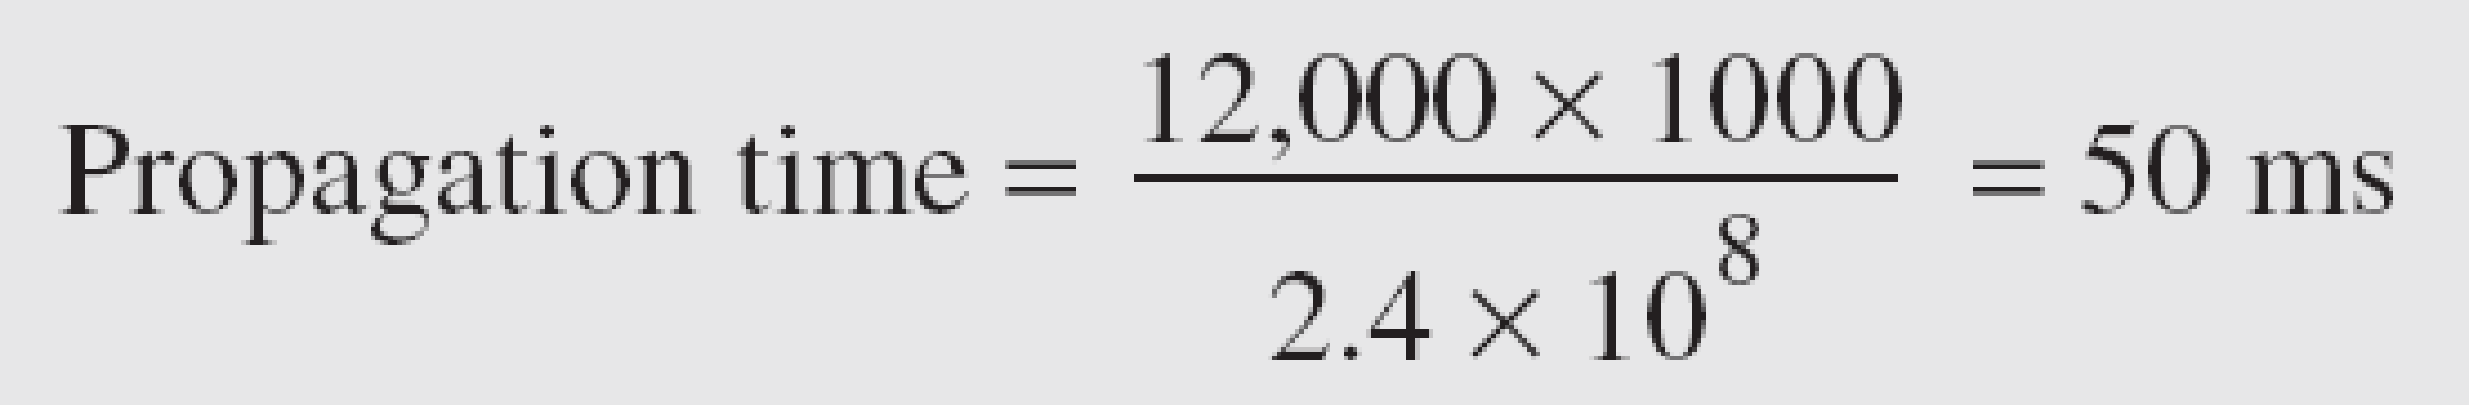 Propagation time = 12,000 × 1000 / 2.4 × 10^8 = 50 ms